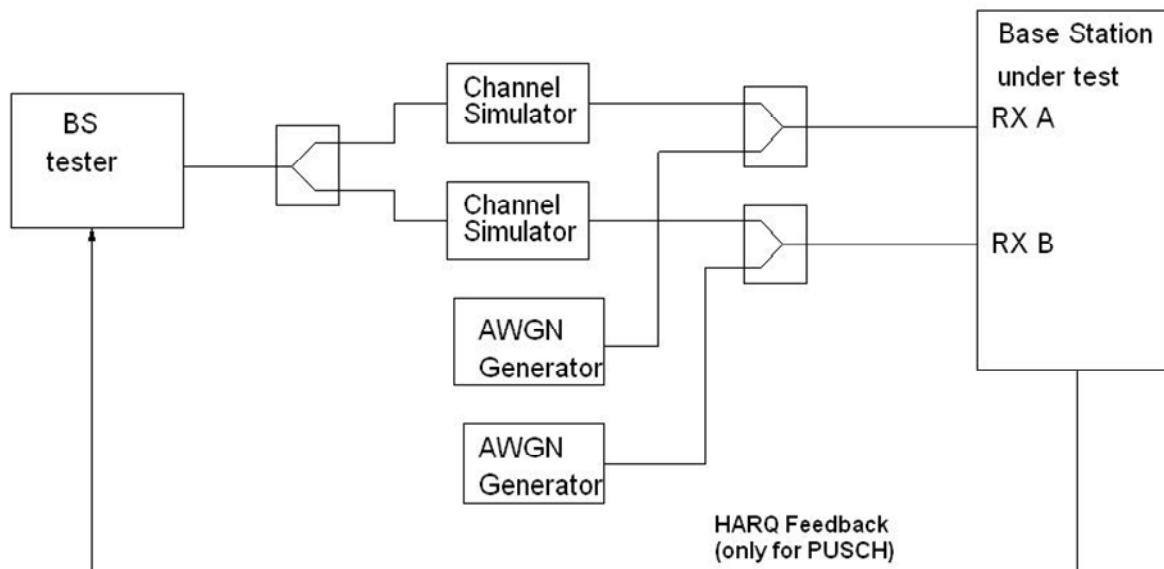 BS
tester
Channel
Simulator
Channel
Simulator
AWGN
Generator
AWGN
Generator
Base Station
under test
RX A
RX B
HARQ Feedback
(only for PUSCH)